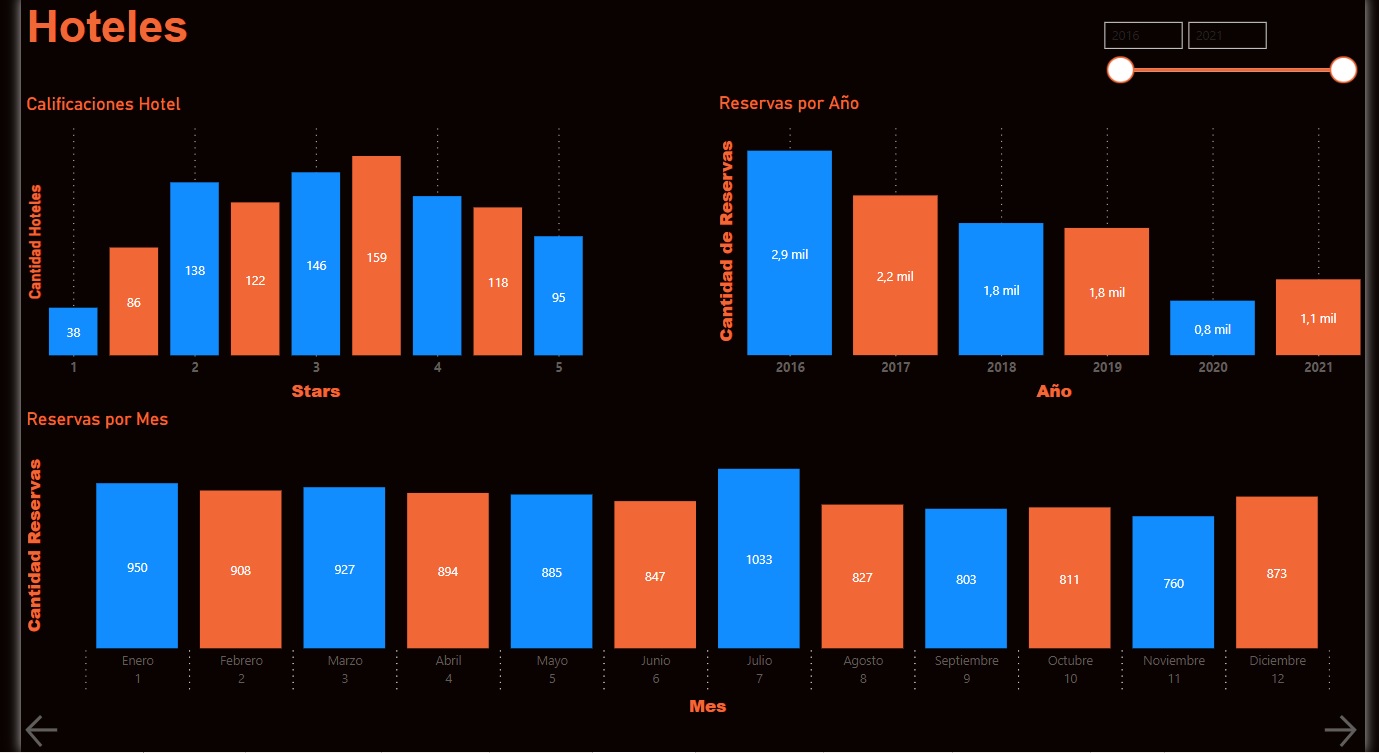 Hoteles
2016 2021
Calificaciones Hotel
Cantidad Hoteles
38 86 138 122 146 159 118 95
1 2 3 4 5
Stars
Reservas por Año
Cantidad de Reservas
2,9 mil 2,2 mil 1,8 mil 1,8 mil 0,8 mil 1,1 mil
2016 2017 2018 2019 2020 2021
Año
Reservas por Mes
Cantidad Reservas
950 908 927 894 885 847 1033 827 803 811 760 873
Enero Febrero Marzo Abril Mayo Junio Julio Agosto Septiembre Octubre Noviembre Diciembre
1 2 3 4 5 6 7 8 9 10 11 12
Mes